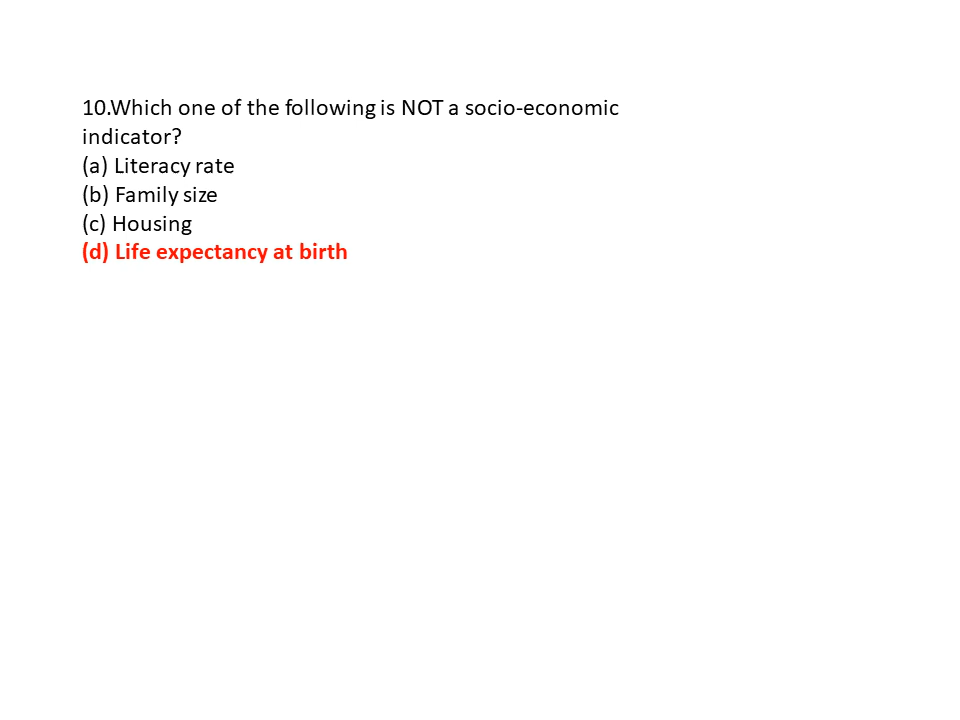 10.Which one of the following is NOT a socio-economic
indicator?
(a) Literacy rate
(b) Family size
(c) Housing
(d) Life expectancy at birth